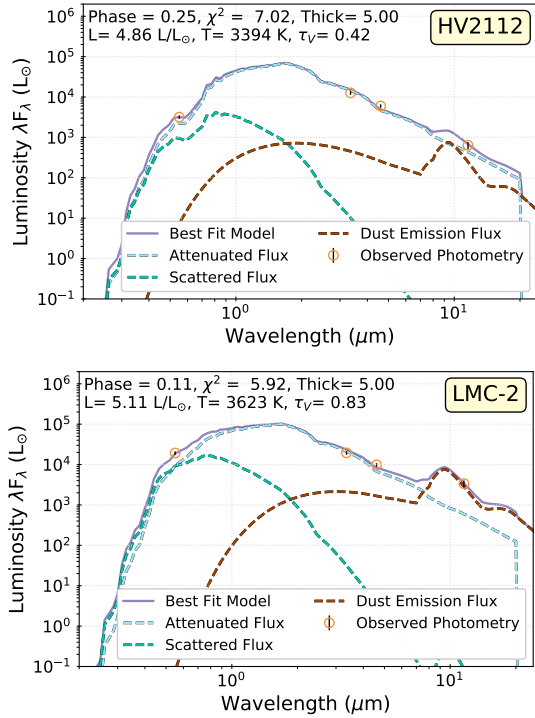 Phase = 0.25, χ² = 7.02, Thick= 5.00
L= 4.86 L/L⊙, T= 3394 K, τV= 0.42
HV2112
Luminosity λFλ (L⊙)
10⁶
10⁵
10⁴
10³
10²
10¹
10⁰
10⁻¹
Best Fit Model
Attenuated Flux
Scattered Flux
Dust Emission Flux
Observed Photometry
10⁰
10¹
Wavelength (μm)
Phase = 0.11, χ² = 5.92, Thick= 5.00
L= 5.11 L/L⊙, T= 3623 K, τV= 0.83
LMC-2
Luminosity λFλ (L⊙)
10⁶
10⁵
10⁴
10³
10²
10¹
10⁰
10⁻¹
Best Fit Model
Attenuated Flux
Scattered Flux
Dust Emission Flux
Observed Photometry
10⁰
10¹
Wavelength (μm)